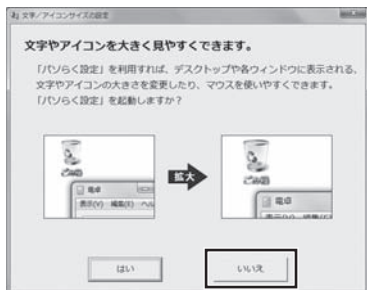 文字/アイコンサイズの設定
文字やアイコンを大きく見やすくできます。
「パソらく設定」を利用すれば、デスクトップや各ウィンドウに表示される、
文字やアイコンの大きさを変更したり、マウスを使いやすくできます。
「パソらく設定」を起動しますか？
ごみ箱
電卓
表示(V) 編集(E) ヘル
拡大
ごみ箱
電卓
はい
いいえ